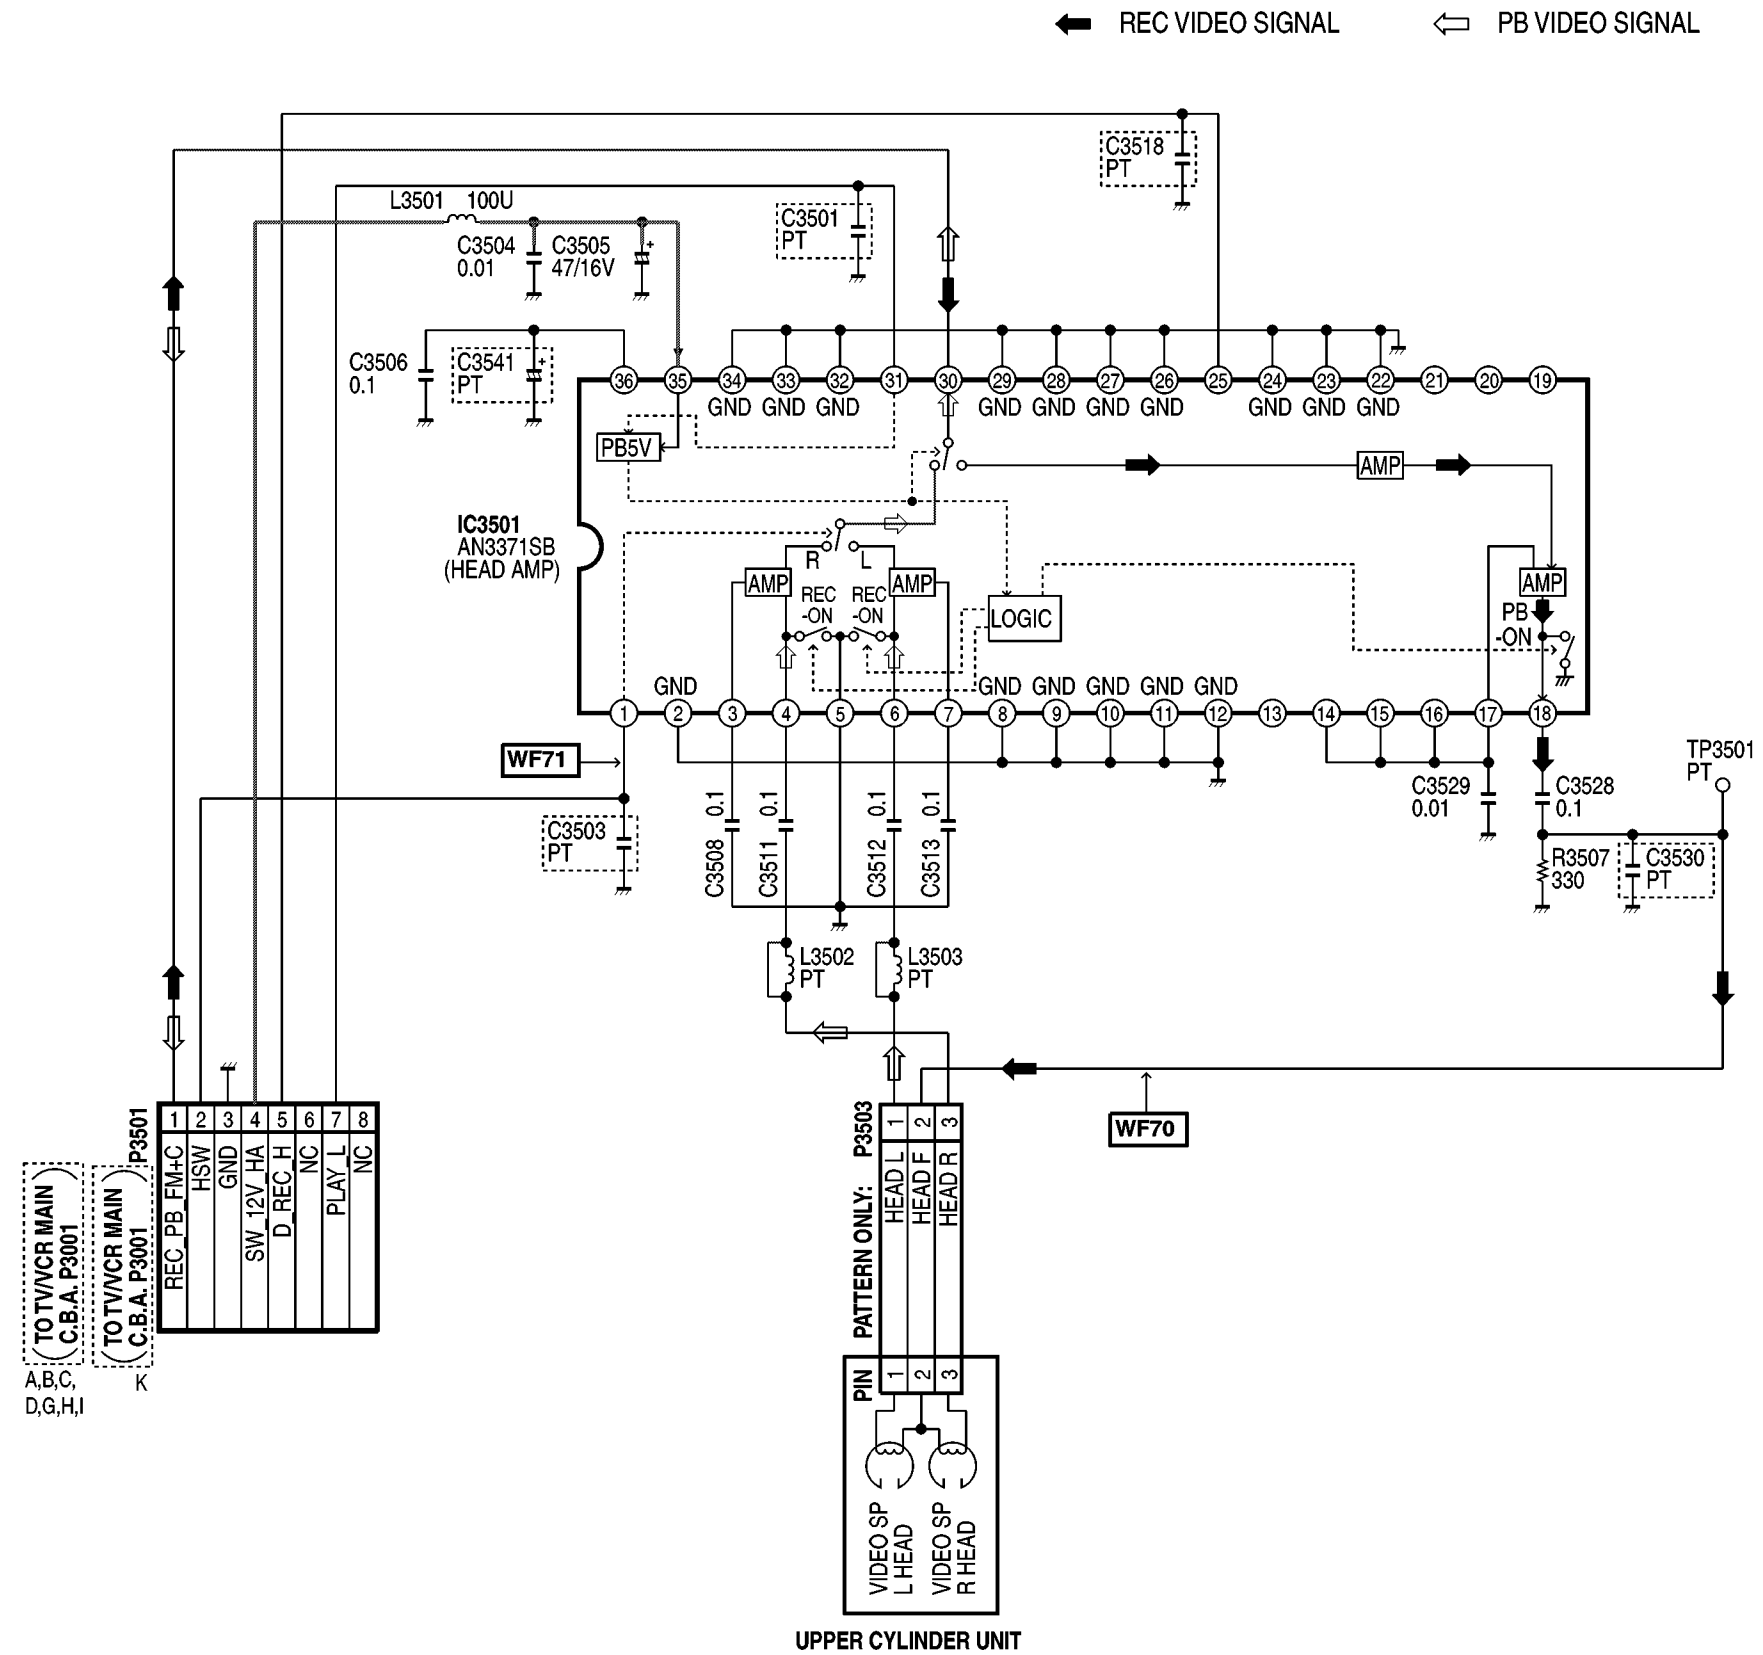 REC VIDEO SIGNAL
PB VIDEO SIGNAL
C3518
PT
L3501 100U
C3501
PT
C3504
0.01
C3505
47/16V
+
C3506
0.1
C3541
PT
+
36 35 34 33 32 31 30 29 28 27 26 25 24 23 22 21 20 19
GND GND GND GND GND GND GND GND GND GND
PB5V
AMP
IC3501
AN3371SB
(HEAD AMP)
R L
AMP
AMP
REC
-ON
REC
-ON
LOGIC
AMP
PB
-ON
GND GND GND GND GND GND
1 2 3 4 5 6 7 8 9 10 11 12 13 14 15 16 17 18
WF71
C3503
PT
C3508 0.1
C3511 0.1
C3512 0.1
C3513 0.1
C3529
0.01
C3528
0.1
TP3501
PT
R3507
330
C3530
PT
L3502
PT
L3503
PT
WF70
P3501
1 2 3 4 5 6 7 8
REC_PB_FM+C
HSW
GND
SW_12V_HA
D_REC_H
NC
PLAY_L
NC
(TO TV/VCR MAIN
C.B.A. P3001)
A,B,C,
D,G,H,I
(TO TV/VCR MAIN
C.B.A. P3001)
K
PATTERN ONLY: P3503
1 2 3
HEAD L
HEAD F
HEAD R
PIN
1 2 3
VIDEO SP
L HEAD
VIDEO SP
R HEAD
UPPER CYLINDER UNIT